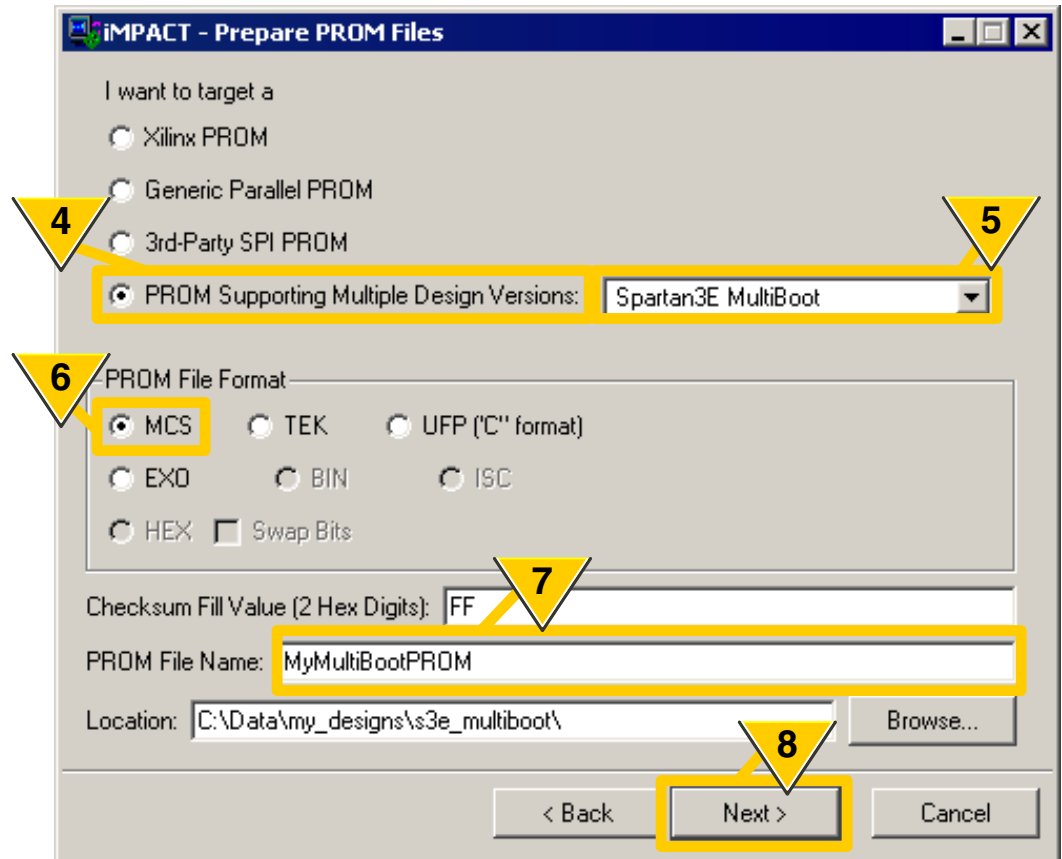 iMPACT - Prepare PROM Files
I want to target a
Xilinx PROM
Generic Parallel PROM
4
3rd-Party SPI PROM
5
PROM Supporting Multiple Design Versions: Spartan3E MultiBoot
6
PROM File Format
MCS TEK UFP ("C" format)
EXO BIN ISC
HEX Swap Bits
7
Checksum Fill Value (2 Hex Digits): FF
PROM File Name: MyMultiBootPROM
Location: C:\Data\my_designs\s3e_multiboot\ Browse...
8
< Back Next > Cancel